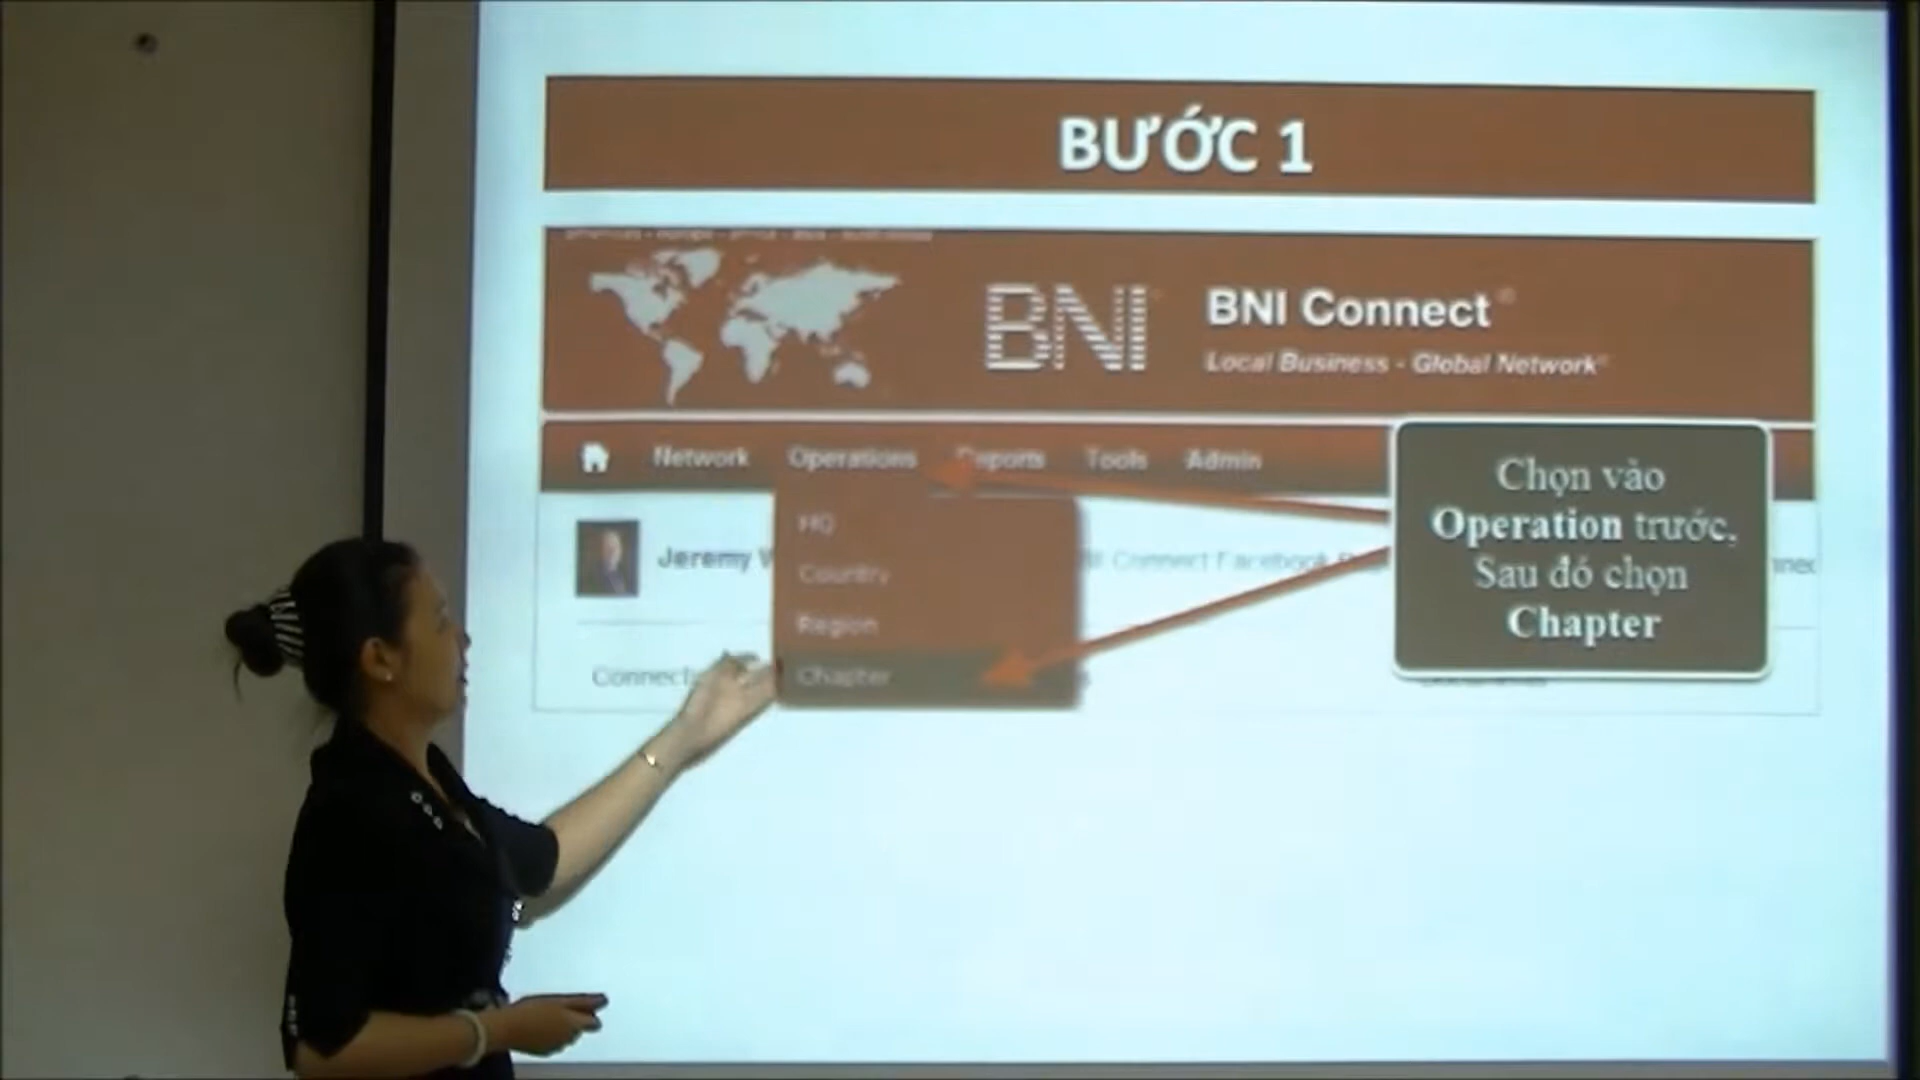 BƯỚC 1
BNI
BNI Connect
Local Business - Global Network
Network Operations Reports Tools Admin
HQ
Jeremy
Country
Region
Chapter
Chọn vào
Operation trước,
Sau đó chọn
Chapter